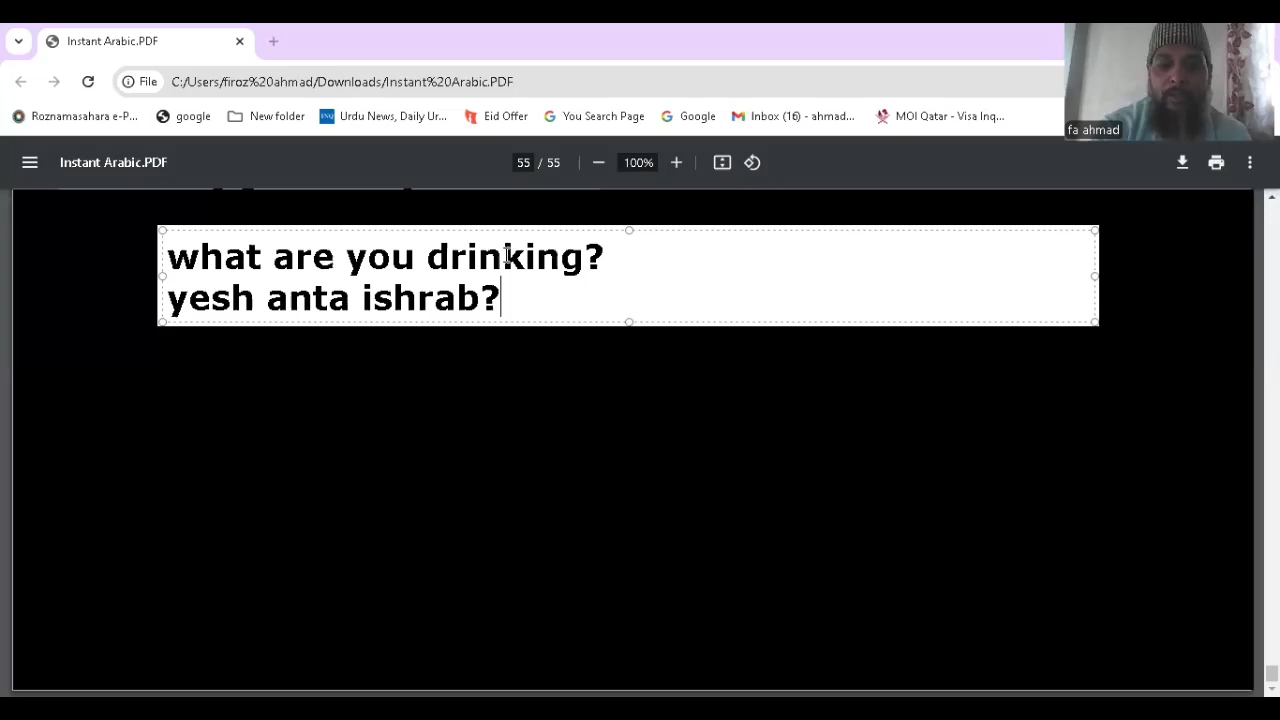 Instant Arabic.PDF
File
C:/Users/firoz%20ahmad/Downloads/Instant%20Arabic.PDF
Roznamasahara e-P...
google
New folder
Urdu News, Daily Ur...
Eid Offer
You Search Page
Google
Inbox (16) - ahmad...
MOI Qatar - Visa Inq...
fa ahmad
Instant Arabic.PDF
55 / 55
100%
what are you drinking?
yesh anta ishrab?